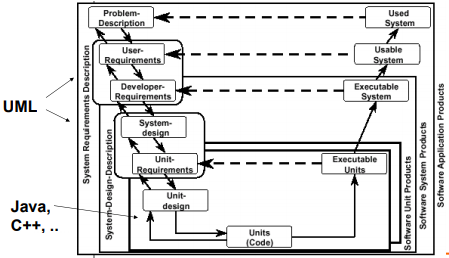 Problem-
Description
Used
System
User-
Requirements
Usable
System
Developer-
Requirements
Executable
System
System-
design
Unit-
Requirements
Executable
Units
Unit-
design
Units
(Code)
UML
Java,
C++, ..
System Requirements Description
System-Design-Description
Software Unit Products
Software System Products
Software Application Products